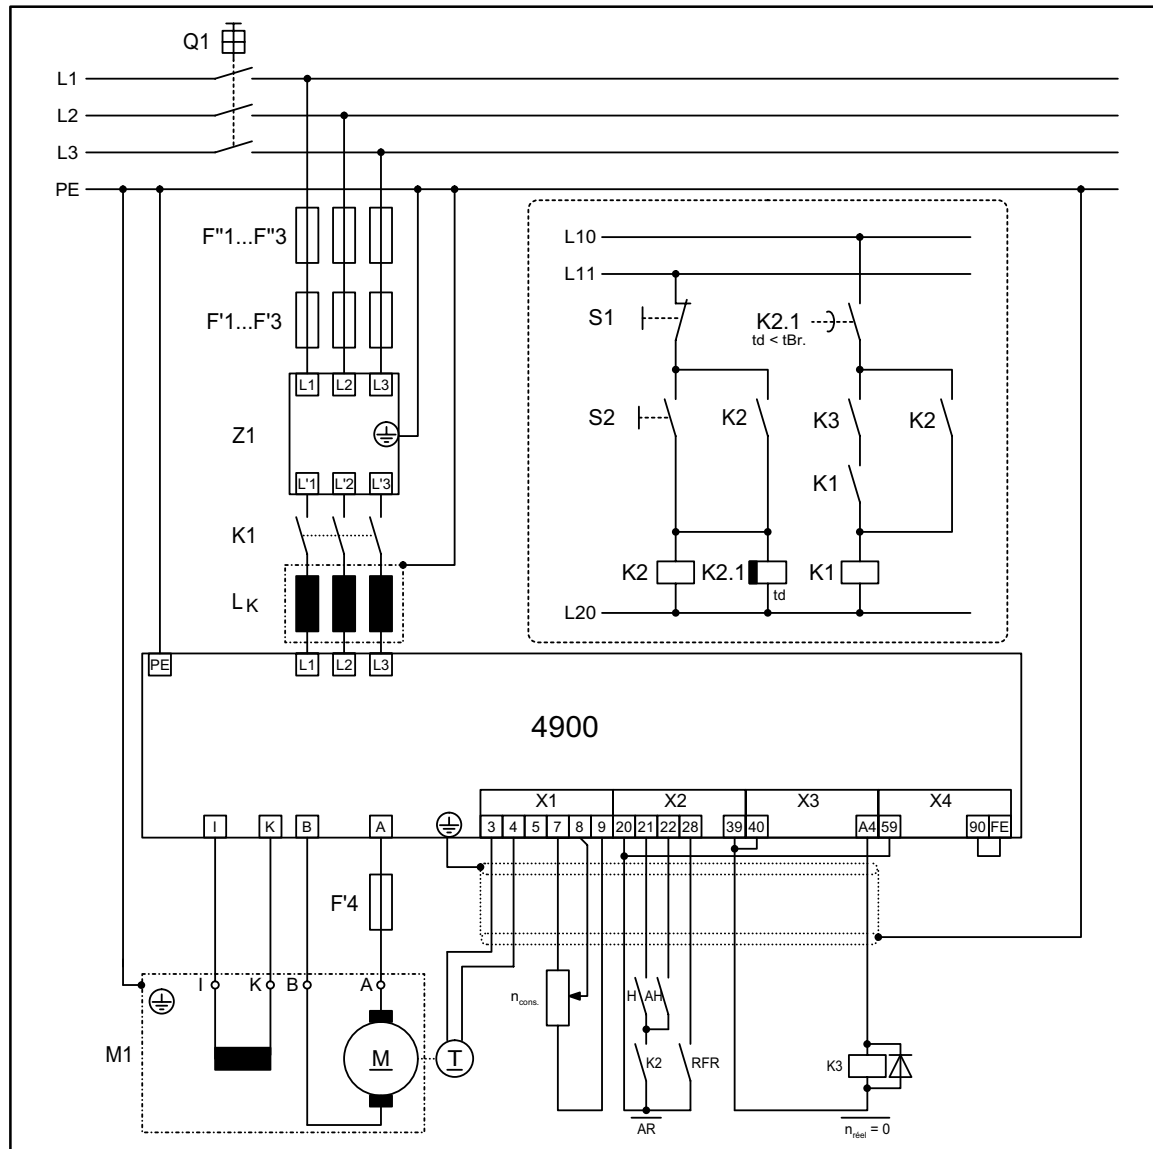 Q1
L1
L2
L3
PE
F"1...F"3
L10
L11
F'1...F'3
S1
K2.1
td < tBr.
L1 L2 L3
Z1
S2 K2 K3 K2
L'1 L'2 L'3
K1
K1
LK
K2 K2.1 K1
td
L20
PE L1 L2 L3
4900
X1 X2 X3 X4
I K B A 3 4 5 7 8 9 20 21 22 28 39 40 A4 59 90 FE
F'4
I K B A
n cons.
H AH
M1
M
T
K2
RFR
K3
AR
n réel = 0